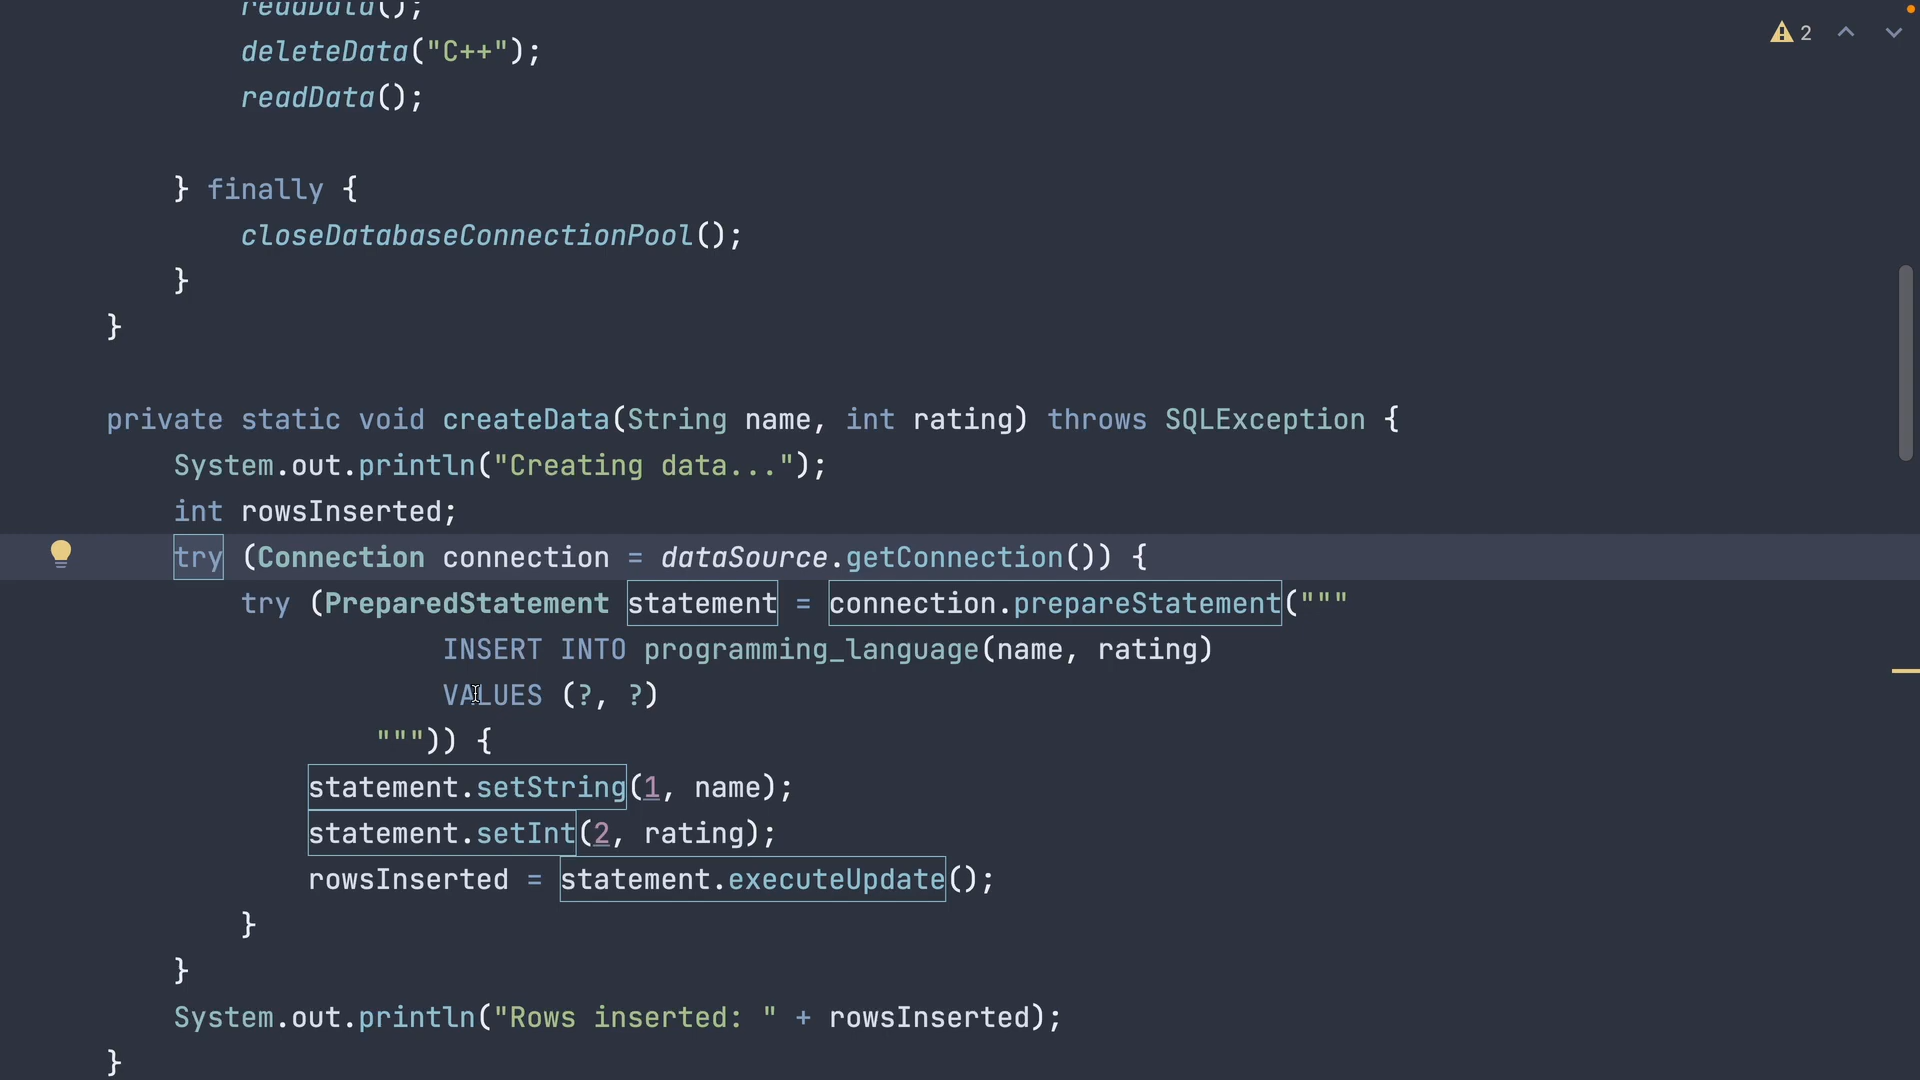 readData();
deleteData("C++");
readData();
} finally {
closeDatabaseConnectionPool();
}
}
private static void createData(String name, int rating) throws SQLException {
System.out.println("Creating data...");
int rowsInserted;
try (Connection connection = dataSource.getConnection()) {
try (PreparedStatement statement = connection.prepareStatement("""
INSERT INTO programming_language(name, rating)
VALUES (?, ?)
""")) {
statement.setString(1, name);
statement.setInt(2, rating);
rowsInserted = statement.executeUpdate();
}
}
System.out.println("Rows inserted: " + rowsInserted);
}
2